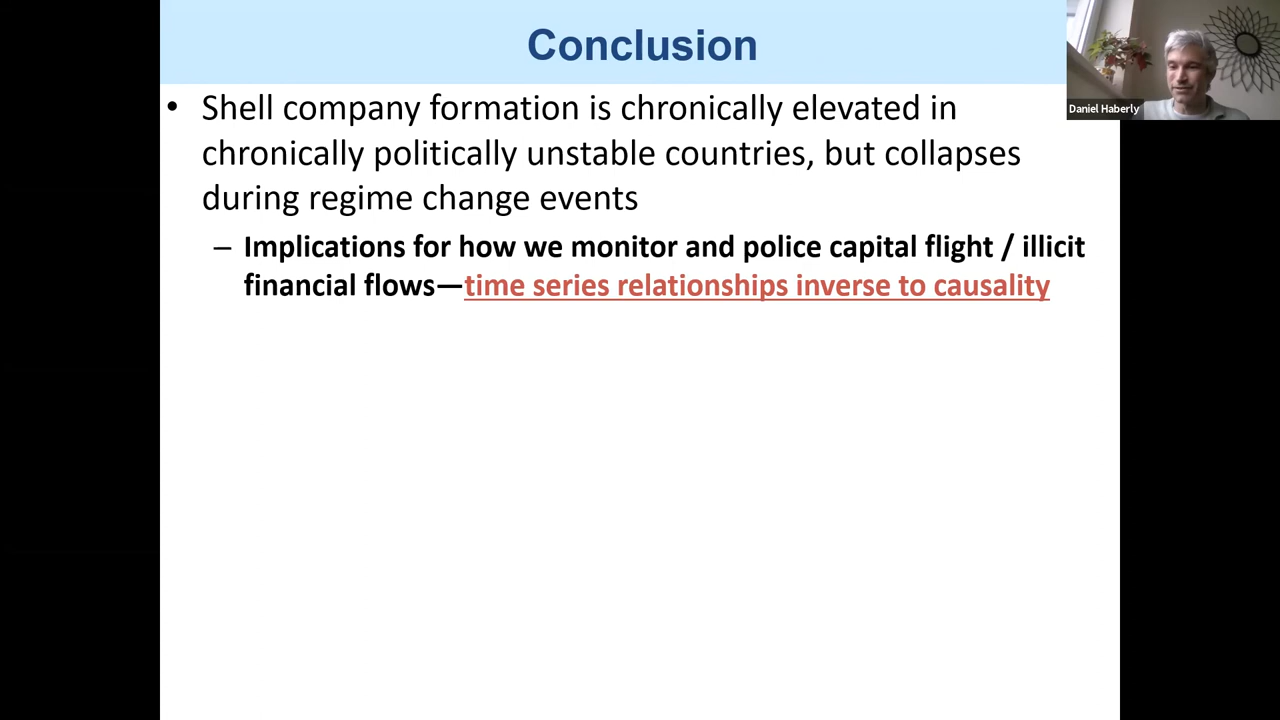 Conclusion
Daniel Haberly
• Shell company formation is chronically elevated in
chronically politically unstable countries, but collapses
during regime change events
– Implications for how we monitor and police capital flight / illicit
financial flows—time series relationships inverse to causality